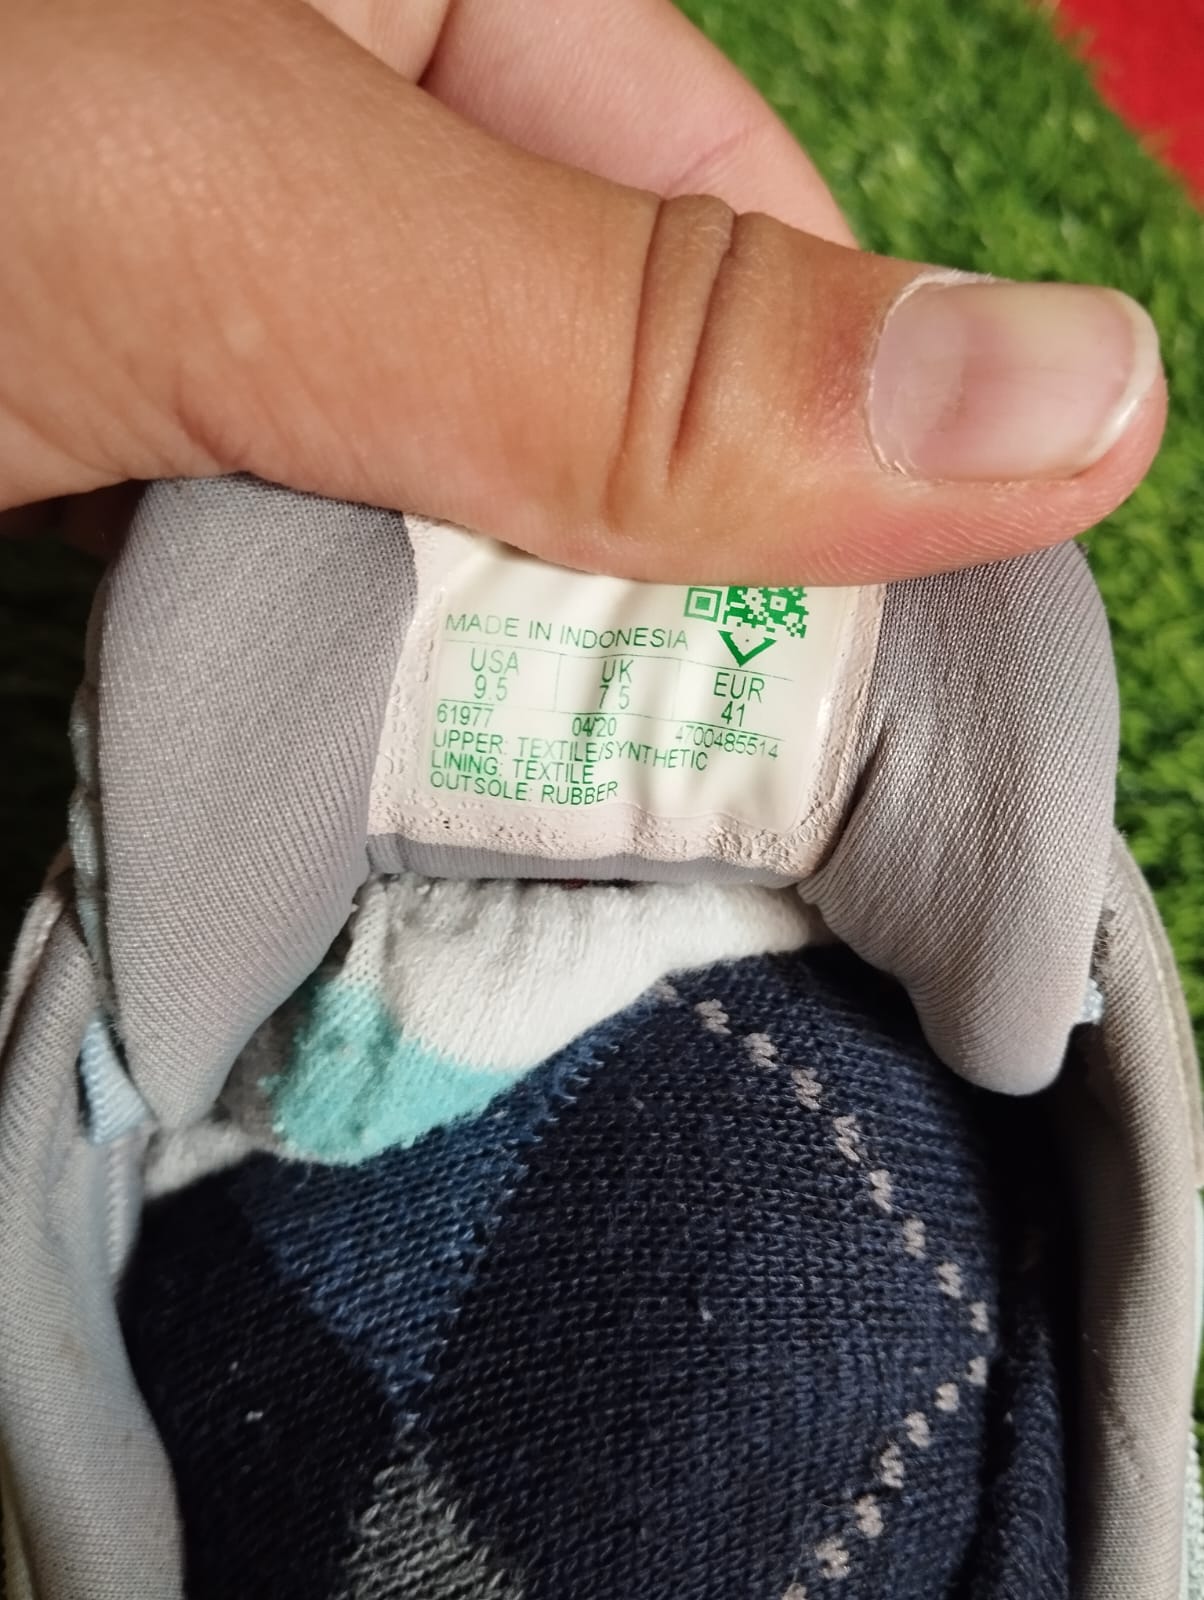 MADE IN INDONESIA
USA UK EUR
9.5 7 5 41
61977 04/20 4700485514
UPPER: TEXTILE/SYNTHETIC
LINING: TEXTILE
OUTSOLE: RUBBER